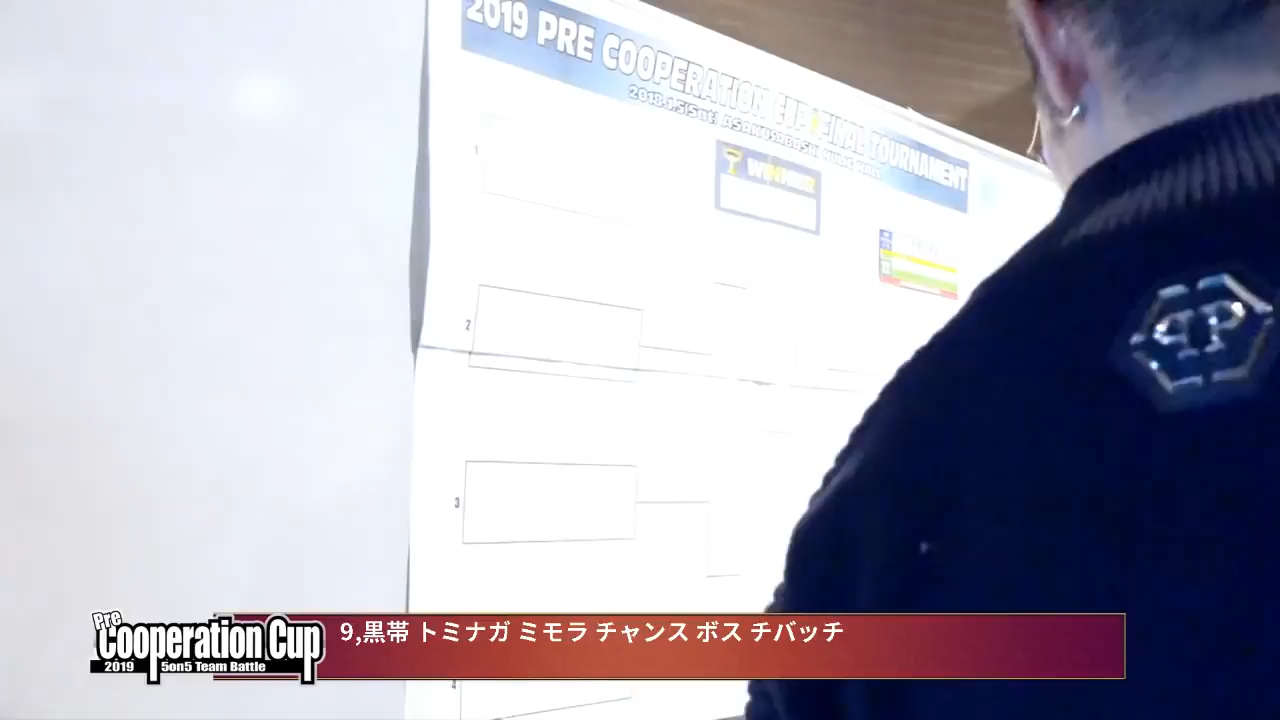 2019 PRE COOPERATION CUP FINAL TOURNAMENT
WINNER
1
2
3
4
Pre
Cooperation Cup
2019 5on5 Team Battle
9,黒帯 トミナガ ミモラ チャンス ボス チバッチ